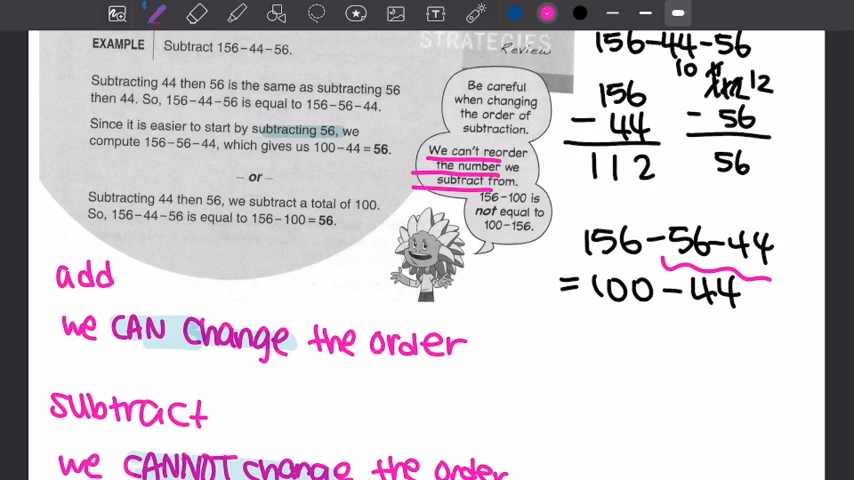 STRATEGIES
Review
EXAMPLE Subtract 156−44−56.
Subtracting 44 then 56 is the same as subtracting 56
then 44. So, 156−44−56 is equal to 156−56−44.
Since it is easier to start by subtracting 56, we
compute 156−56−44, which gives us 100−44=56.
– or –
Subtracting 44 then 56, we subtract a total of 100.
So, 156−44−56 is equal to 156−100=56.
Be careful
when changing
the order of
subtraction.
We can't reorder
the number we
subtract from.
156−100 is
not equal to
100−156.
156−44−56
156
− 44
112
10 12
− 56
56
156−56−44
=100−44
add
we CAN change the order
subtract
we CANNOT change the order